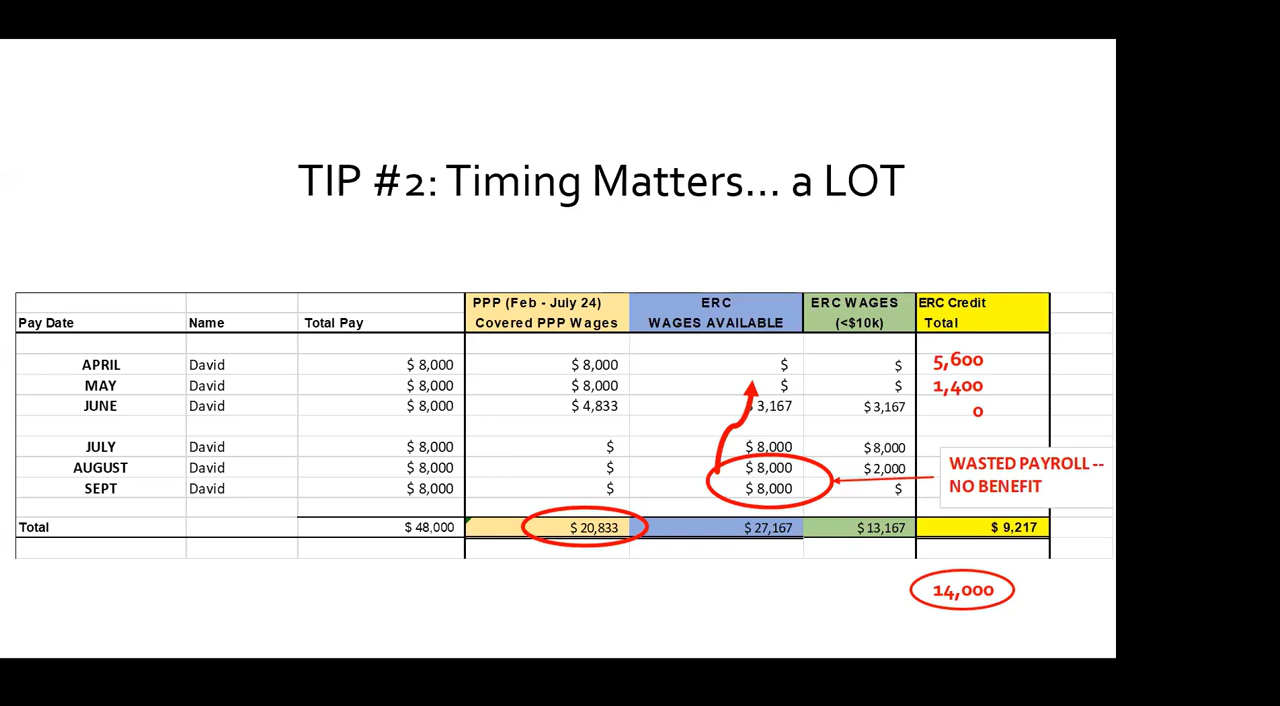 TIP #2: Timing Matters... a LOT
PPP (Feb - July 24) ERC ERC WAGES ERC Credit
Pay Date Name Total Pay Covered PPP Wages WAGES AVAILABLE (<$10k) Total
APRIL David $ 8,000 $ 8,000 $ $ 5,600
MAY David $ 8,000 $ 8,000 $ $ 1,400
JUNE David $ 8,000 $ 4,833 $ 3,167 $ 3,167 0
JULY David $ 8,000 $ $ 8,000 $ 8,000
AUGUST David $ 8,000 $ $ 8,000 $ 2,000
SEPT David $ 8,000 $ $ 8,000 $
WASTED PAYROLL --
NO BENEFIT
Total $ 48,000 $ 20,833 $ 27,167 $ 13,167 $ 9,217
14,000